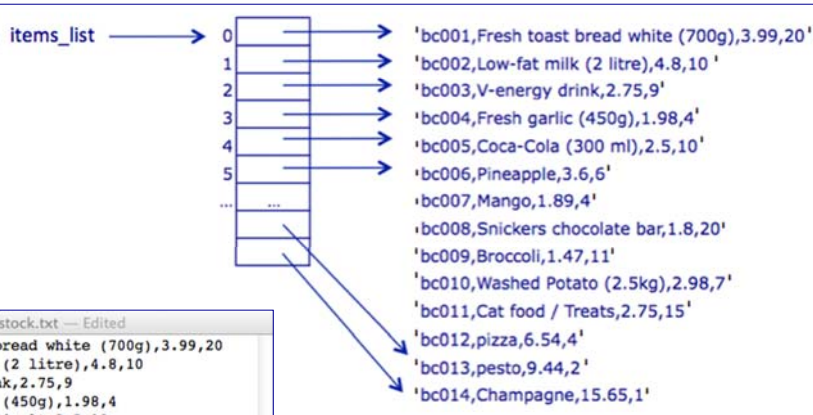 items_list
0
1
2
3
4
5
...
...
'bc001,Fresh toast bread white (700g),3.99,20'
'bc002,Low-fat milk (2 litre),4.8,10 '
'bc003,V-energy drink,2.75,9'
'bc004,Fresh garlic (450g),1.98,4'
'bc005,Coca-Cola (300 ml),2.5,10'
'bc006,Pineapple,3.6,6'
'bc007,Mango,1.89,4'
'bc008,Snickers chocolate bar,1.8,20'
'bc009,Broccoli,1.47,11'
'bc010,Washed Potato (2.5kg),2.98,7'
'bc011,Cat food / Treats,2.75,15'
'bc012,pizza,6.54,4'
'bc013,pesto,9.44,2'
'bc014,Champagne,15.65,1'
stock.txt — Edited
bread white (700g),3.99,20
(2 litre),4.8,10
nk,2.75,9
(450g),1.98,4